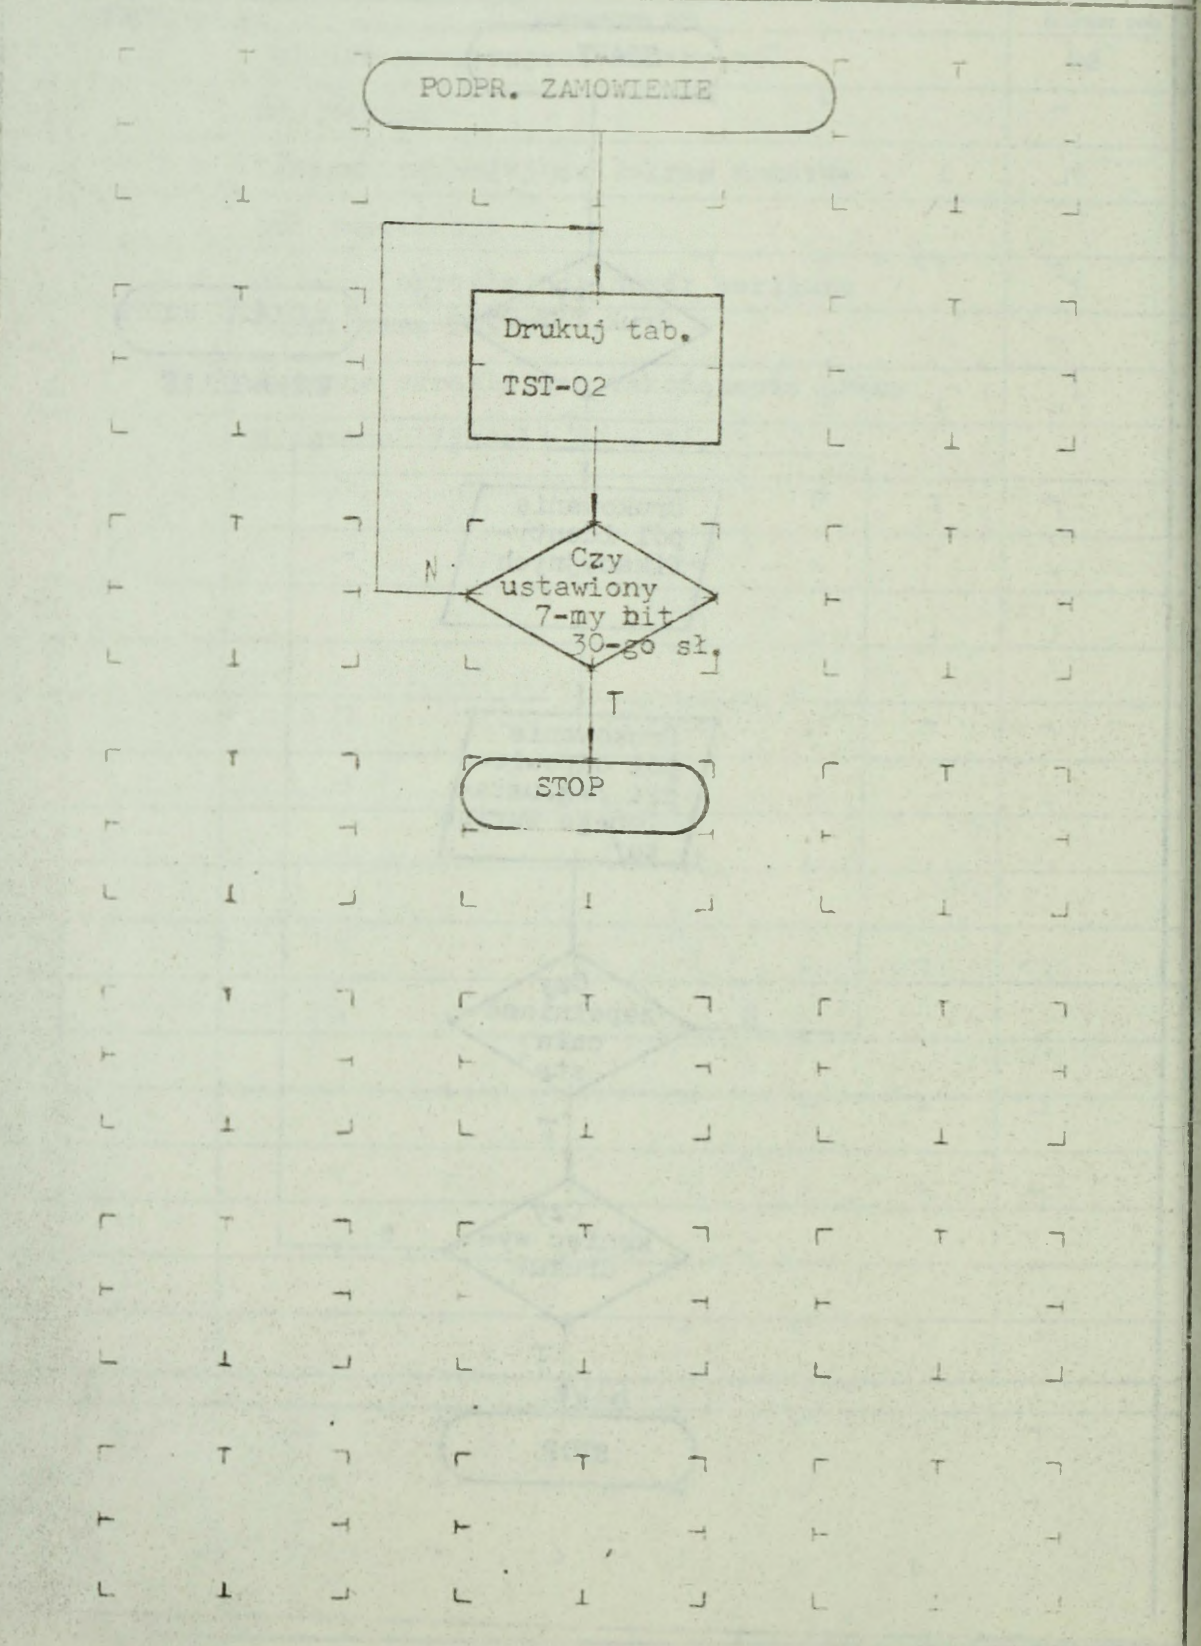 PODPR. ZAMOWIENIE
Drukuj tab.
TST-02
Czy
ustawiony
7-my bit
30-go sł.
N
T
STOP